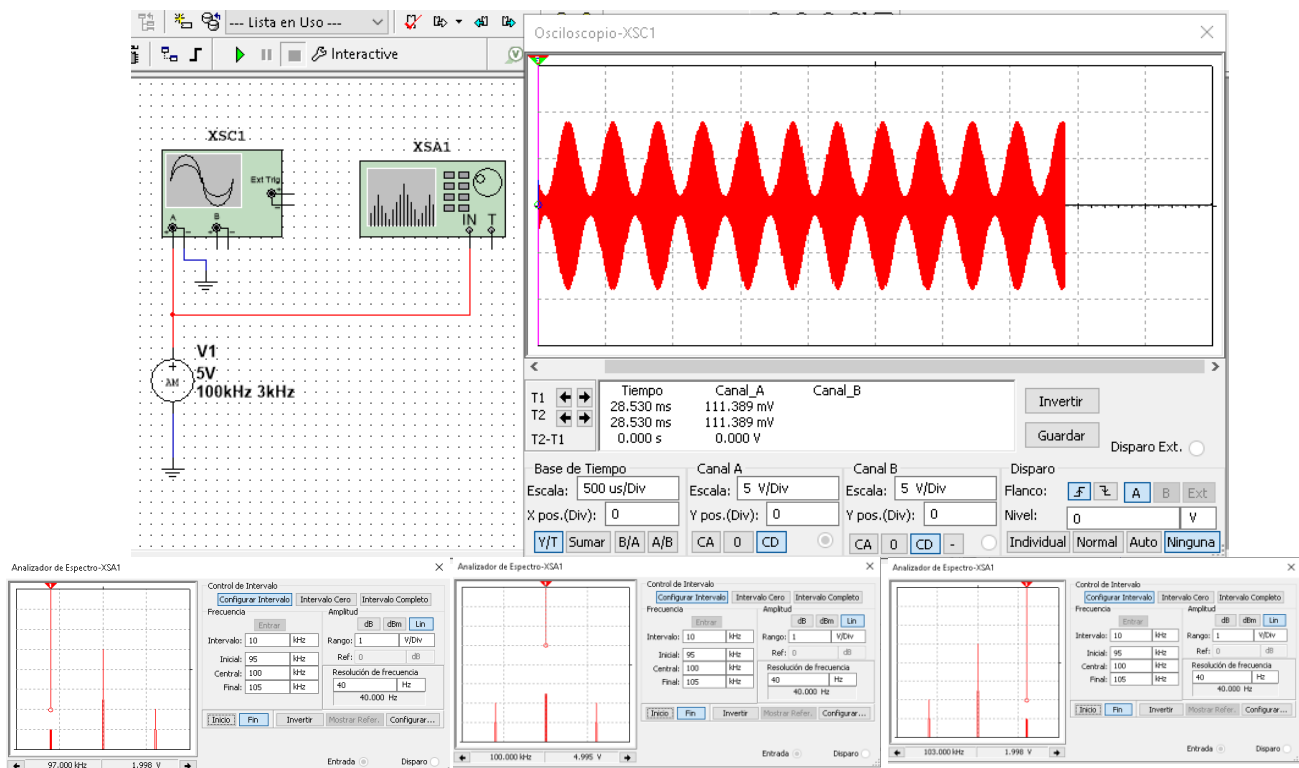 --- Lista en Uso ---
Interactive
XSC1
Ext Trig
A
B
XSA1
IN T
V1
5V
AM
100kHz 3kHz
Osciloscopio-XSC1
Tiempo Canal_A Canal_B
T1 28.530 ms 111.389 mV
T2 28.530 ms 111.389 mV
T2-T1 0.000 s 0.000 V
Invertir
Guardar
Disparo Ext.
Base de Tiempo
Escala: 500 us/Div
X pos.(Div): 0
Y/T Sumar B/A A/B
Canal A
Escala: 5 V/Div
Y pos.(Div): 0
CA 0 CD
Canal B
Escala: 5 V/Div
Y pos.(Div): 0
CA 0 CD -
Disparo
Flanco: A B Ext
Nivel: 0 V
Individual Normal Auto Ninguna
Analizador de Espectro-XSA1
Control de Intervalo
Configurar Intervalo Intervalo Cero Intervalo Completo
Frecuencia Amplitud
Entrar dB dBm Lin
Intervalo: 10 kHz Rango: 1 V/Div
Inicial: 95 kHz Ref: 0 dB
Central: 100 kHz Resolución de frecuencia
Final: 105 kHz 40 Hz
40.000 Hz
Inicio Fin Invertir Mostrar Refer. Configurar...
Entrada Disparo
97.000 kHz 1.998 V
Analizador de Espectro-XSA1
Control de Intervalo
Configurar Intervalo Intervalo Cero Intervalo Completo
Frecuencia Amplitud
Entrar dB dBm Lin
Intervalo: 10 kHz Rango: 1 V/Div
Inicial: 95 kHz Ref: 0 dB
Central: 100 kHz Resolución de frecuencia
Final: 105 kHz 40 Hz
40.000 Hz
Inicio Fin Invertir Mostrar Refer. Configurar...
Entrada Disparo
100.000 kHz 4.995 V
Analizador de Espectro-XSA1
Control de Intervalo
Configurar Intervalo Intervalo Cero Intervalo Completo
Frecuencia Amplitud
Entrar dB dBm Lin
Intervalo: 10 kHz Rango: 1 V/Div
Inicial: 95 kHz Ref: 0 dB
Central: 100 kHz Resolución de frecuencia
Final: 105 kHz 40 Hz
40.000 Hz
Inicio Fin Invertir Mostrar Refer. Configurar...
Entrada Disparo
103.000 kHz 1.998 V